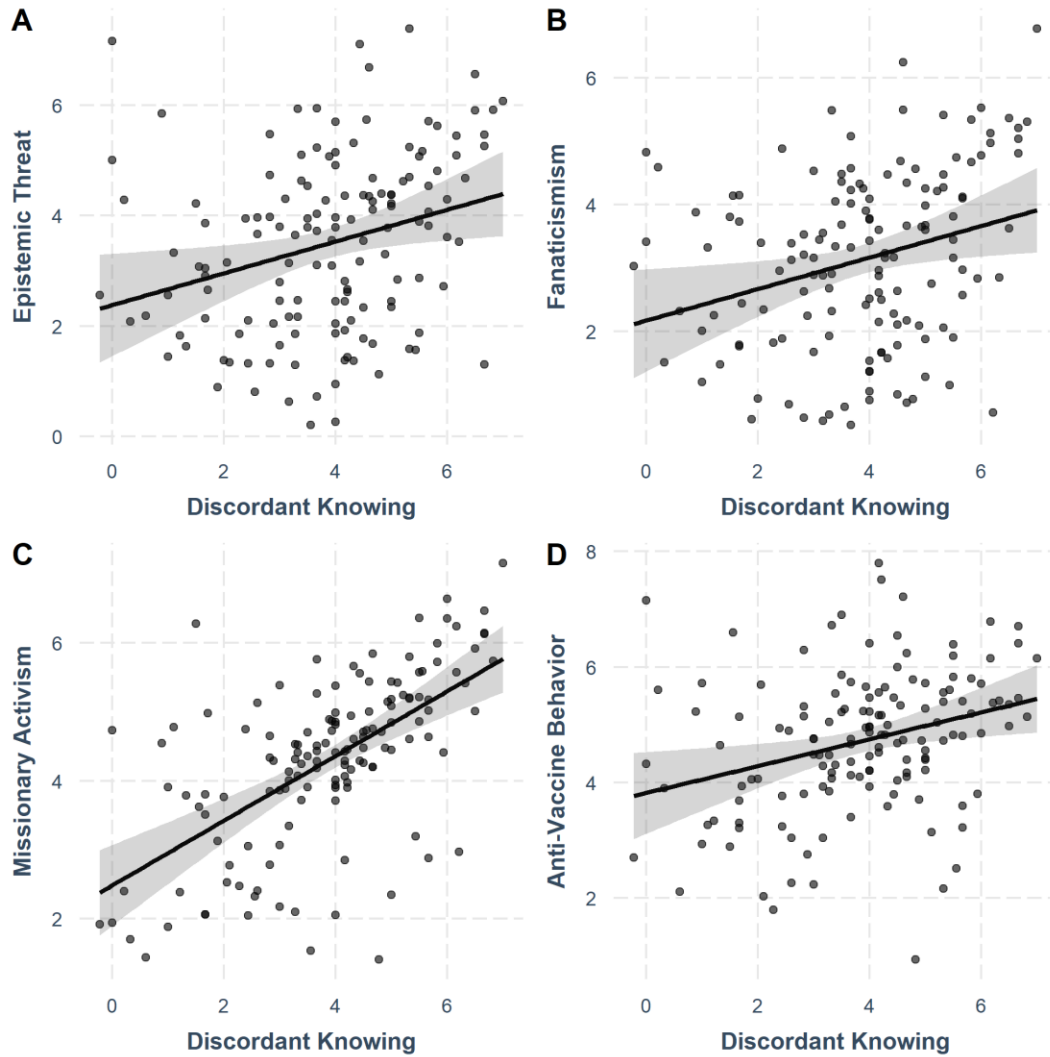 A
Epistemic Threat
6
4
2
0
0 2 4 6
Discordant Knowing
B
Fanaticismism
6
4
2
0 2 4 6
Discordant Knowing
C
Missionary Activism
6
4
2
0 2 4 6
Discordant Knowing
D
Anti-Vaccine Behavior
8
6
4
2
0 2 4 6
Discordant Knowing